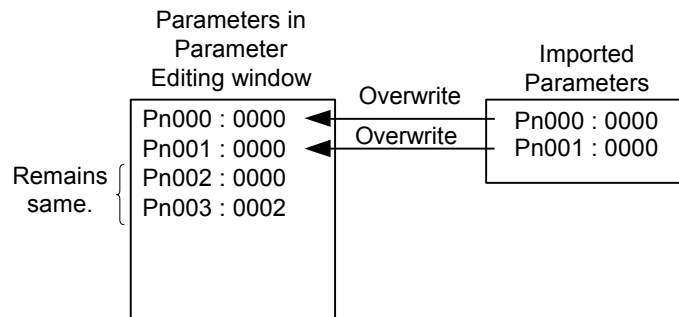 Parameters in
Parameter
Editing window
Imported
Parameters
Overwrite
Overwrite
Pn000 : 0000
Pn001 : 0000
Pn002 : 0000
Pn003 : 0002
Pn000 : 0000
Pn001 : 0000
Remains
same.